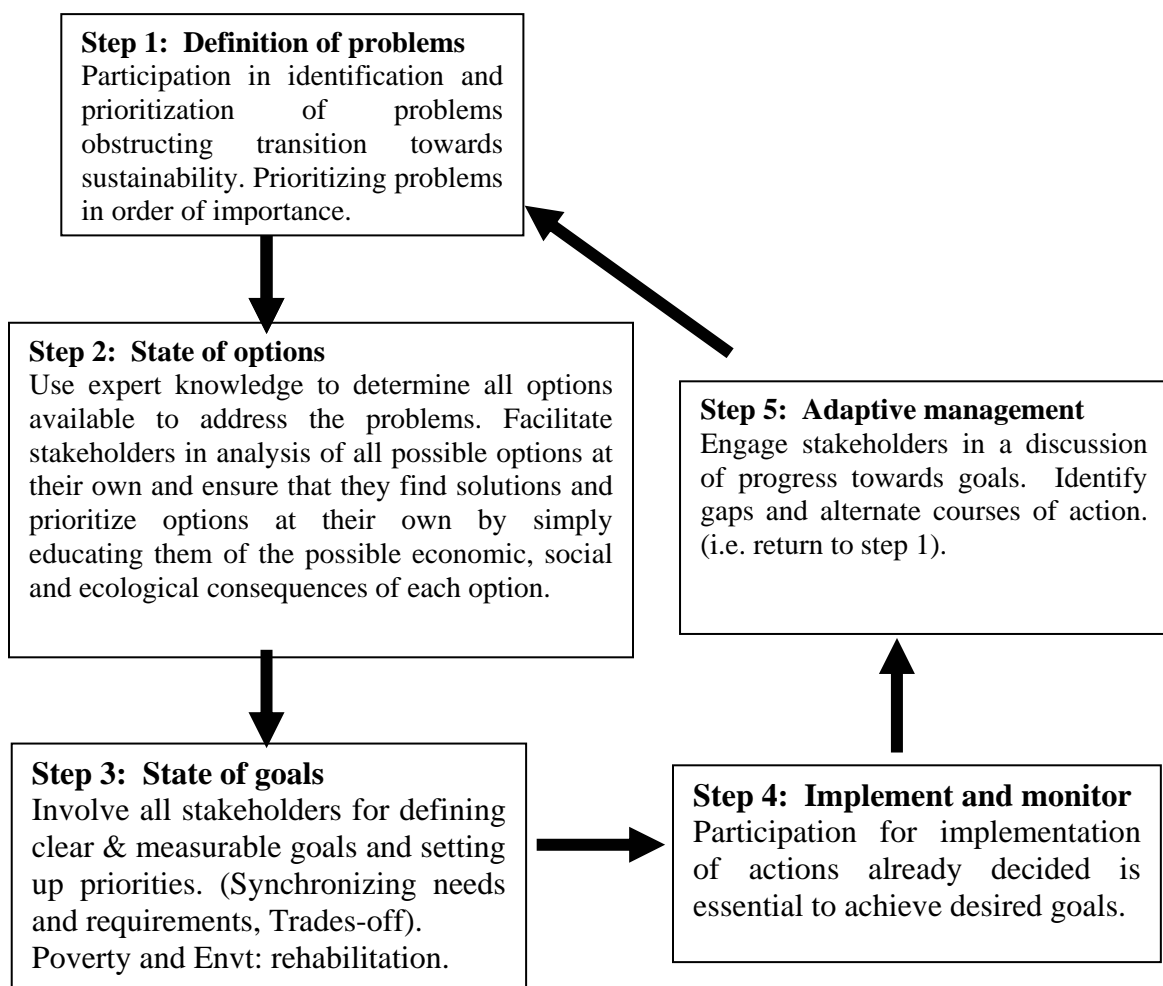 Step 1: Definition of problems
Participation in identification and
prioritization of problems
obstructing transition towards
sustainability. Prioritizing problems
in order of importance.
Step 2: State of options
Use expert knowledge to determine all options
available to address the problems. Facilitate
stakeholders in analysis of all possible options at
their own and ensure that they find solutions and
prioritize options at their own by simply
educating them of the possible economic, social
and ecological consequences of each option.
Step 3: State of goals
Involve all stakeholders for defining
clear & measurable goals and setting
up priorities. (Synchronizing needs
and requirements, Trades-off).
Poverty and Envt: rehabilitation.
Step 4: Implement and monitor
Participation for implementation
of actions already decided is
essential to achieve desired goals.
Step 5: Adaptive management
Engage stakeholders in a discussion
of progress towards goals. Identify
gaps and alternate courses of action.
(i.e. return to step 1).